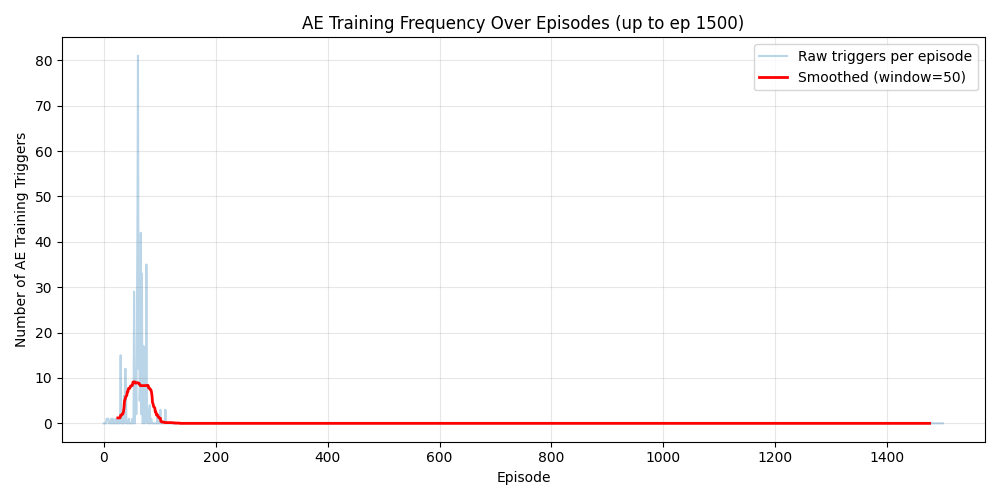 AE Training Frequency Over Episodes (up to ep 1500)
Raw triggers per episode
Smoothed (window=50)
Number of AE Training Triggers
80
70
60
50
40
30
20
10
0
0 200 400 600 800 1000 1200 1400
Episode